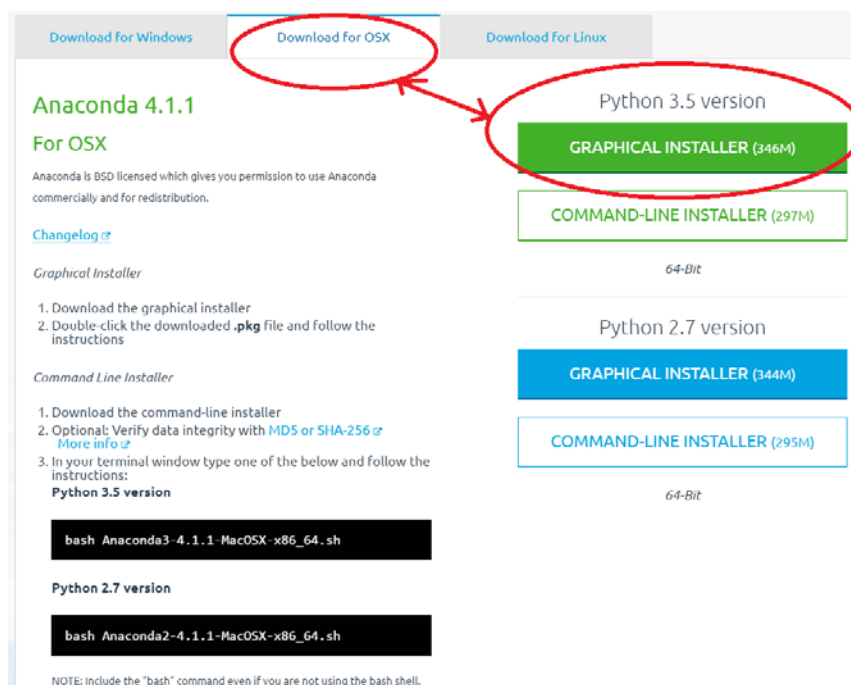 Download for Windows
Download for OSX
Download for Linux
Anaconda 4.1.1
For OSX
Anaconda is BSD licensed which gives you permission to use Anaconda
commercially and for redistribution.
Changelog
Graphical Installer
1. Download the graphical installer
2. Double-click the downloaded .pkg file and follow the
instructions
Command Line Installer
1. Download the command-line installer
2. Optional: Verify data integrity with MD5 or SHA-256
More info
3. In your terminal window type one of the below and follow the
instructions:
Python 3.5 version
bash Anaconda3-4.1.1-MacOSX-x86_64.sh
Python 2.7 version
bash Anaconda2-4.1.1-MacOSX-x86_64.sh
NOTE: Include the "bash" command even if you are not using the bash shell.
Python 3.5 version
GRAPHICAL INSTALLER (346M)
COMMAND-LINE INSTALLER (297M)
64-Bit
Python 2.7 version
GRAPHICAL INSTALLER (344M)
COMMAND-LINE INSTALLER (295M)
64-Bit